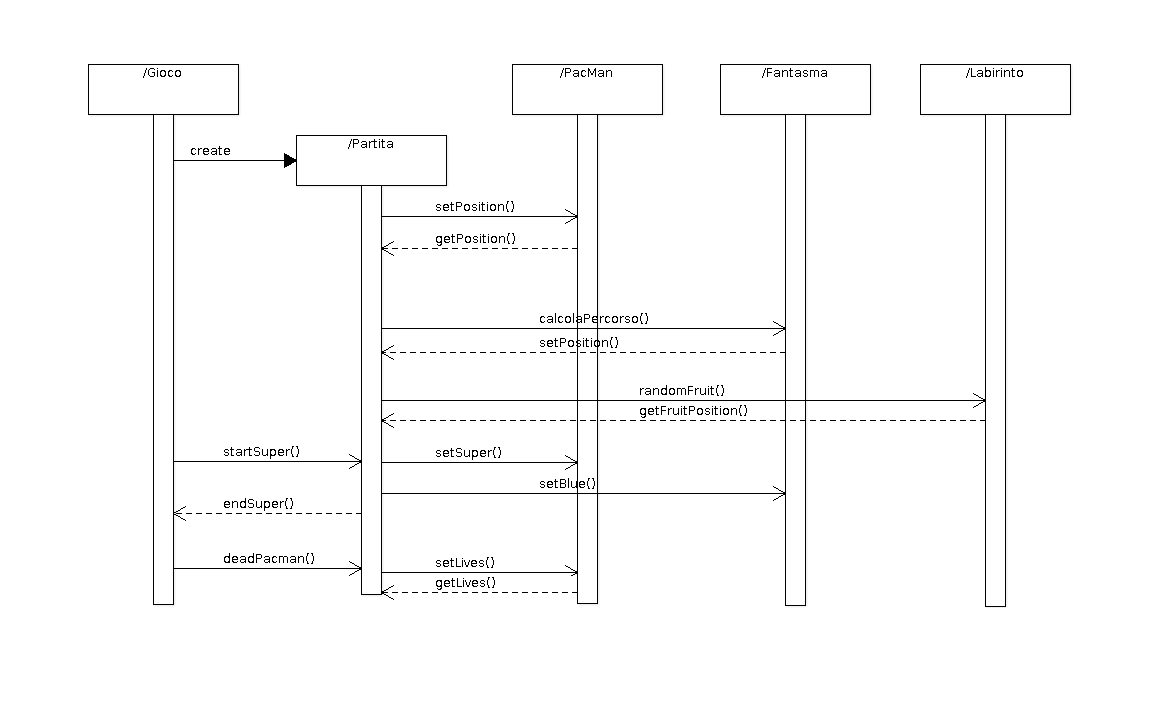 /Gioco
/PacMan
/Fantasma
/Labirinto
/Partita
create
setPosition()
getPosition()
calcolaPercorso()
setPosition()
randomFruit()
getFruitPosition()
startSuper()
setSuper()
setBlue()
endSuper()
deadPacman()
setLives()
getLives()